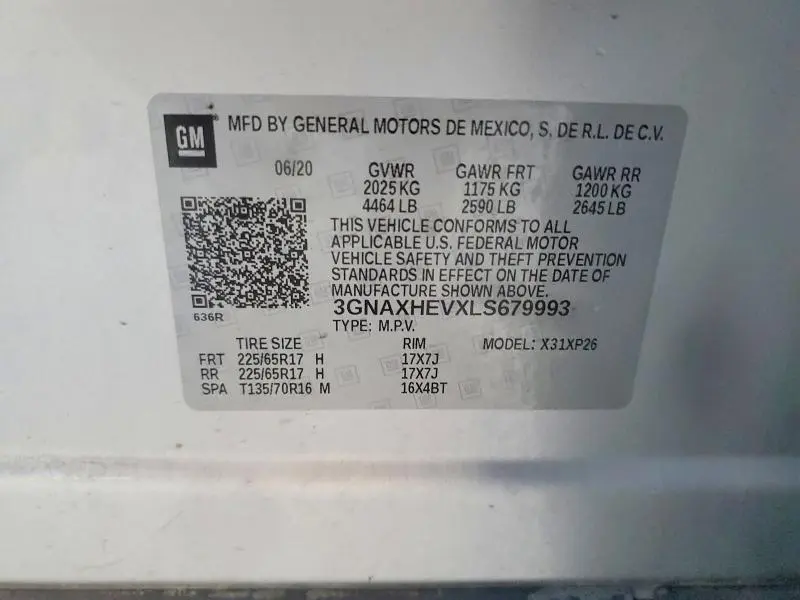 GM MFD BY GENERAL MOTORS DE MEXICO, S. DE R.L. DE C.V.
06/20 GVWR GAWR FRT GAWR RR
2025 KG 1175 KG 1200 KG
4464 LB 2590 LB 2645 LB
THIS VEHICLE CONFORMS TO ALL
APPLICABLE U.S. FEDERAL MOTOR
VEHICLE SAFETY AND THEFT PREVENTION
STANDARDS IN EFFECT ON THE DATE OF
MANUFACTURE SHOWN ABOVE.
3GNAXHEVXLS679993
636R
TYPE: M.P.V.
TIRE SIZE RIM MODEL: X31XP26
FRT 225/65R17 H 17X7J
RR 225/65R17 H 17X7J
SPA T135/70R16 M 16X4BT